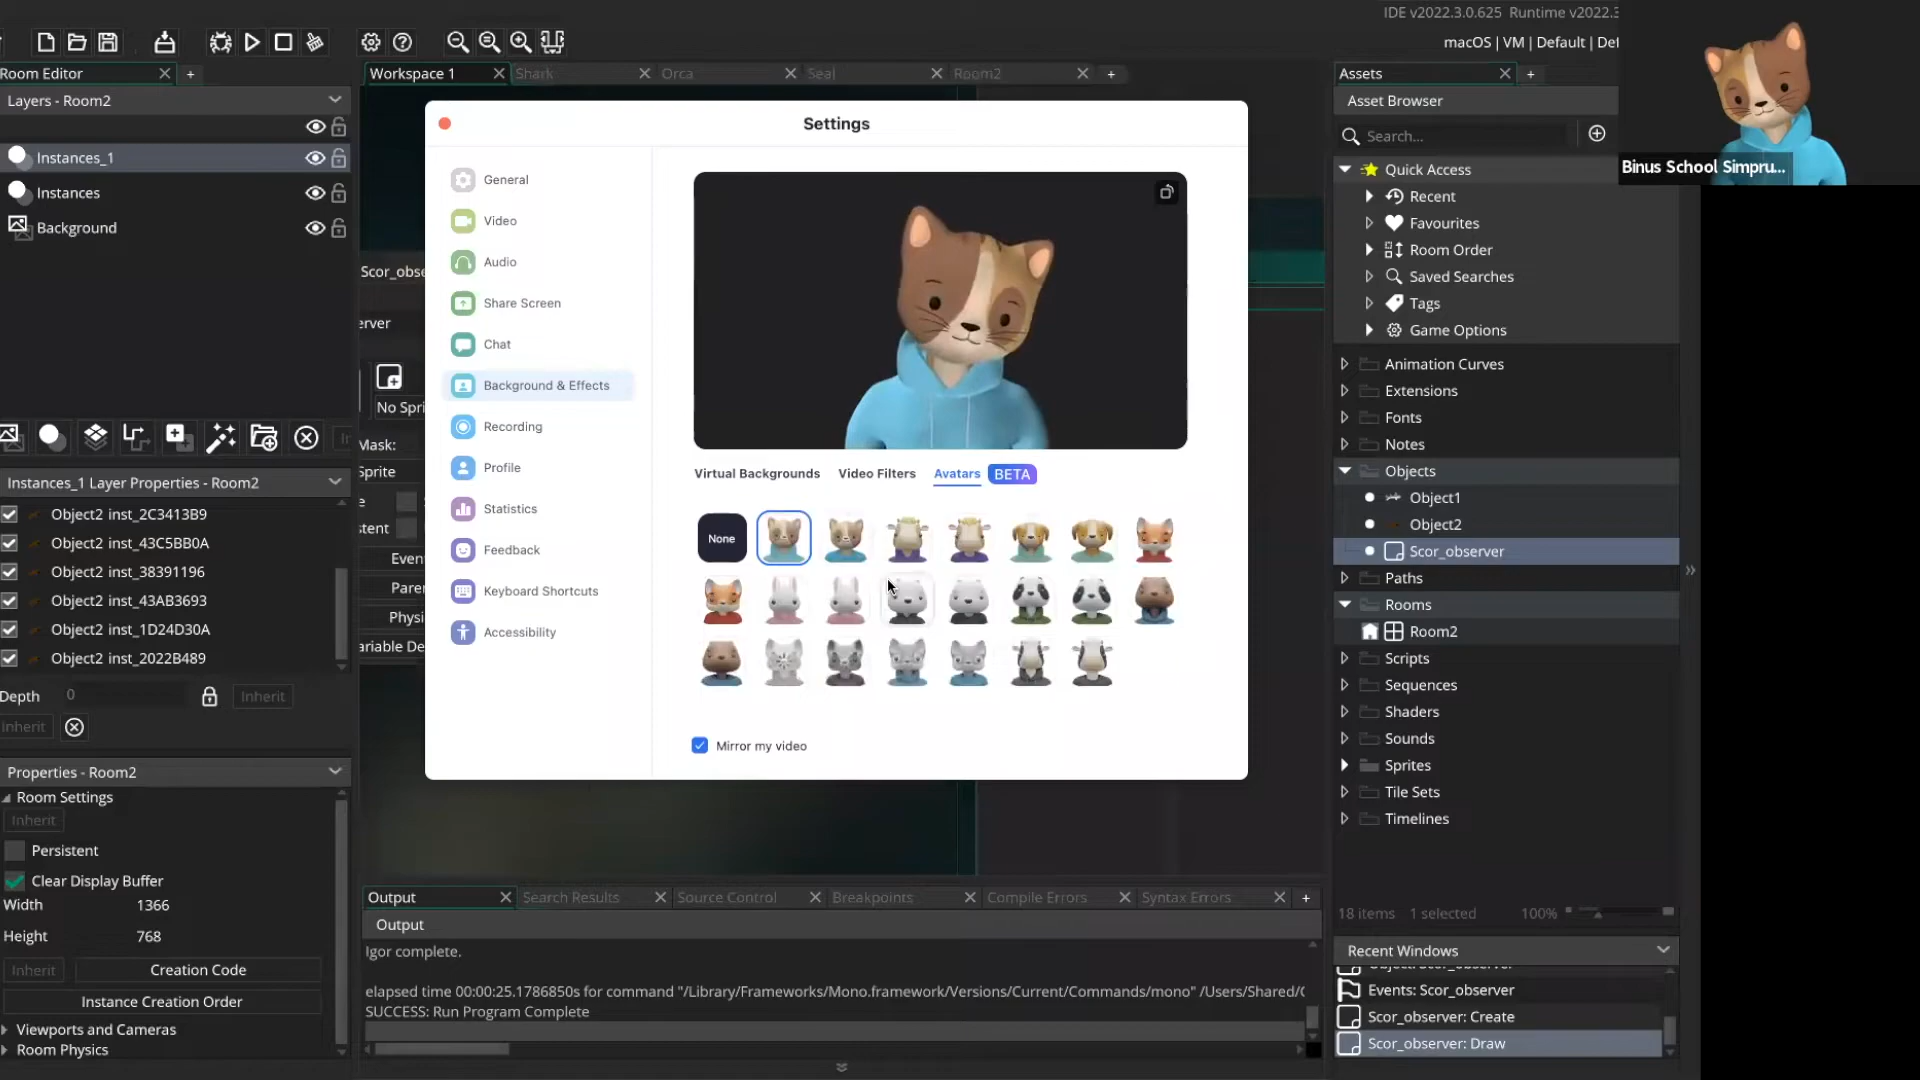 IDE v2022.3.0.625 Runtime v2022.3
macOS | VM | Default | Def
Room Editor
Workspace 1
Shark
Orca
Seal
Room2
Assets
Layers - Room2
Asset Browser
Search...
Instances_1
Instances
Background
Binus School Simpru...
Quick Access
Recent
Favourites
Room Order
Saved Searches
Tags
Game Options
Animation Curves
Extensions
Fonts
Notes
Objects
Object1
Object2
Scor_observer
Paths
Rooms
Room2
Scripts
Sequences
Shaders
Sounds
Sprites
Tile Sets
Timelines
18 items 1 selected 100%
Settings
General
Video
Audio
Share Screen
Chat
Background & Effects
Recording
Profile
Statistics
Feedback
Keyboard Shortcuts
Accessibility
Virtual Backgrounds
Video Filters
Avatars
BETA
None
Mirror my video
Scor_obse
erver
No Spri
Mask:
Sprite
e
stent
Even
Parer
Physi
ariable De
Instances_1 Layer Properties - Room2
Object2 inst_2C3413B9
Object2 inst_43C5BB0A
Object2 inst_38391196
Object2 inst_43AB3693
Object2 inst_1D24D30A
Object2 inst_2022B489
Depth 0
Inherit
Inherit
Properties - Room2
Room Settings
Inherit
Persistent
Clear Display Buffer
Width 1366
Height 768
Inherit
Creation Code
Instance Creation Order
Viewports and Cameras
Room Physics
Output
Search Results
Source Control
Breakpoints
Compile Errors
Syntax Errors
Output
Igor complete.
elapsed time 00:00:25.1786850s for command "/Library/Frameworks/Mono.framework/Versions/Current/Commands/mono" /Users/Shared/
SUCCESS: Run Program Complete
Recent Windows
Events: Scor_observer
Scor_observer: Create
Scor_observer: Draw